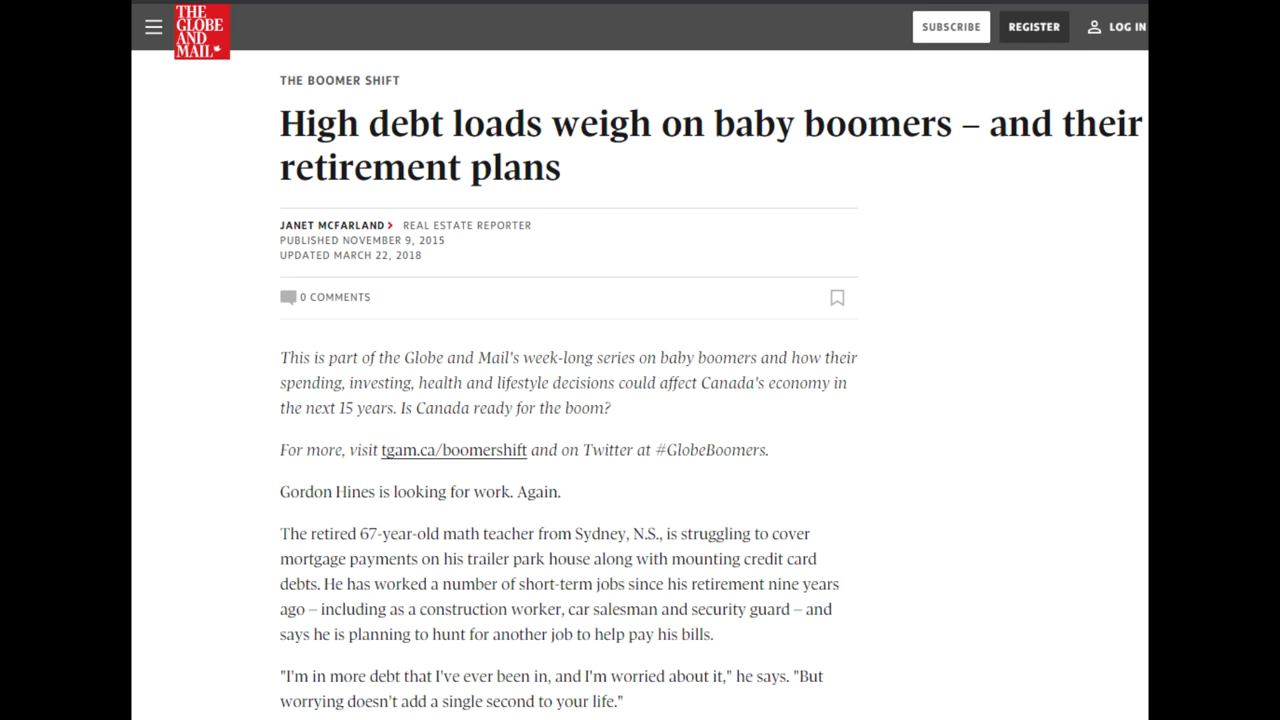 THE
GLOBE
AND
MAIL
SUBSCRIBE
REGISTER
LOG IN
THE BOOMER SHIFT
High debt loads weigh on baby boomers – and their
retirement plans
JANET MCFARLAND > REAL ESTATE REPORTER
PUBLISHED NOVEMBER 9, 2015
UPDATED MARCH 22, 2018
0 COMMENTS
This is part of the Globe and Mail's week-long series on baby boomers and how their
spending, investing, health and lifestyle decisions could affect Canada's economy in
the next 15 years. Is Canada ready for the boom?
For more, visit tgam.ca/boomershift and on Twitter at #GlobeBoomers.
Gordon Hines is looking for work. Again.
The retired 67-year-old math teacher from Sydney, N.S., is struggling to cover
mortgage payments on his trailer park house along with mounting credit card
debts. He has worked a number of short-term jobs since his retirement nine years
ago – including as a construction worker, car salesman and security guard – and
says he is planning to hunt for another job to help pay his bills.
"I'm in more debt that I've ever been in, and I'm worried about it," he says. "But
worrying doesn't add a single second to your life."